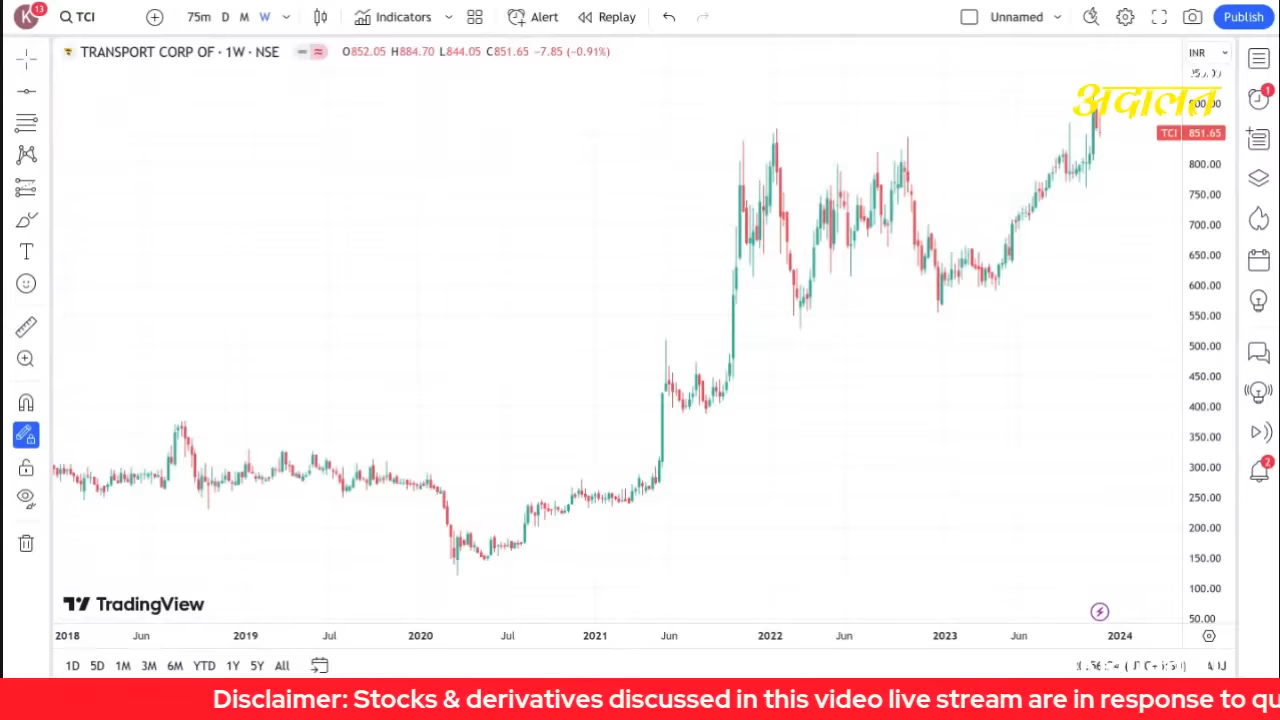 K 13 TCI 75m D M W Indicators Alert Replay Unnamed Publish
TRANSPORT CORP OF · 1W · NSE O852.05 H884.70 L844.05 C851.65 −7.85 (−0.91%) INR
अदालत
1
TCI 851.65
800.00
750.00
700.00
650.00
600.00
550.00
500.00
450.00
400.00
350.00
300.00
250.00
200.00
150.00
100.00
50.00
2
TradingView
2018 Jun 2019 Jul 2020 Jul 2021 Jun 2022 Jun 2023 Jun 2024
1D 5D 1M 3M 6M YTD 1Y 5Y All
Disclaimer: Stocks & derivatives discussed in this video live stream are in response to qu